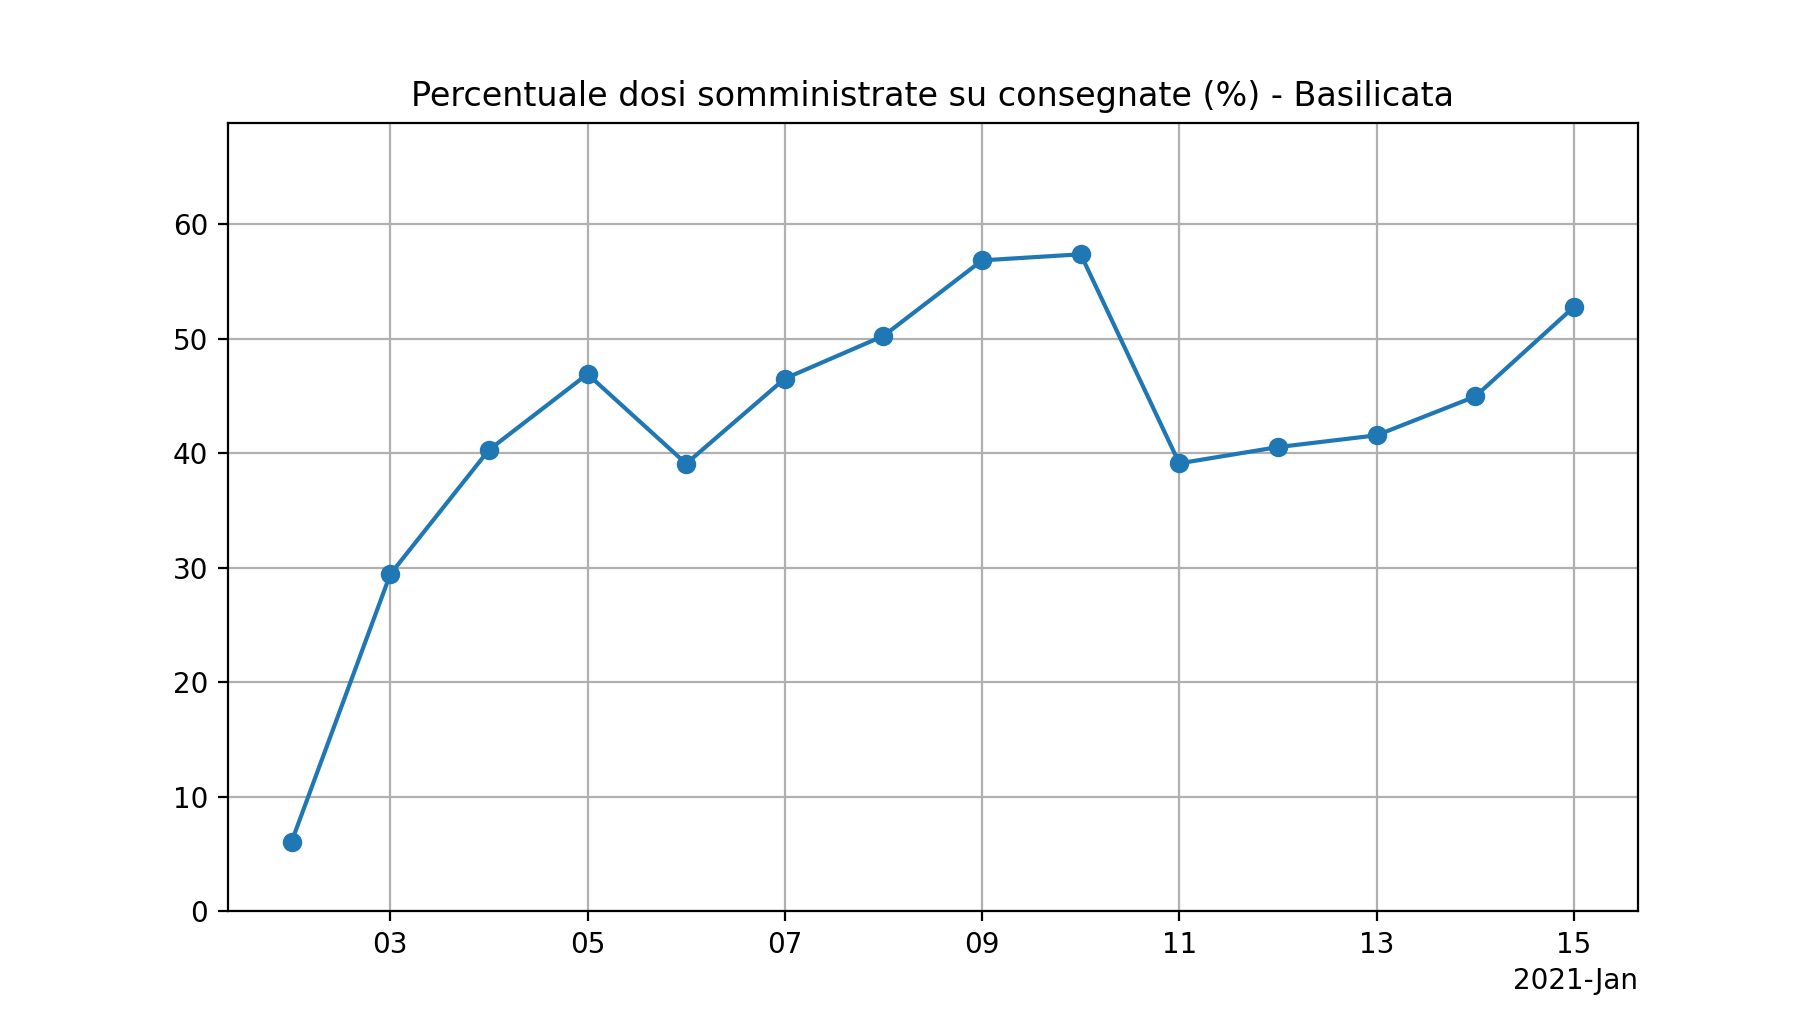 Percentuale dosi somministrate su consegnate (%) - Basilicata
60
50
40
30
20
10
0
03 05 07 09 11 13 15
2021-Jan